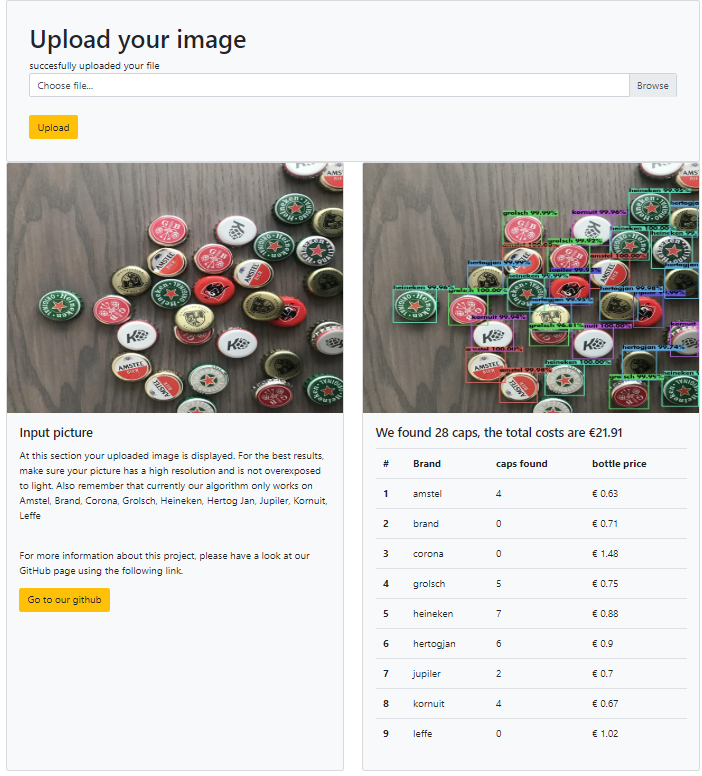 Upload your image
succesfully uploaded your file
Choose file...
Browse
Upload
Input picture
At this section your uploaded image is displayed. For the best results,
make sure your picture has a high resolution and is not overexposed
to light. Also remember that currently our algorithm only works on
Amstel, Brand, Corona, Grolsch, Heineken, Hertog Jan, Jupiler, Kornuit,
Leffe
For more information about this project, please have a look at our
GitHub page using the following link.
Go to our github
grolsch 99.99%
kornuit 99.96%
We found 28 caps, the total costs are €21.91
# Brand caps found bottle price
1 amstel 4 € 0.63
2 brand 0 € 0.71
3 corona 0 € 1.48
4 grolsch 5 € 0.75
5 heineken 7 € 0.88
6 hertogjan 6 € 0.9
7 jupiler 2 € 0.7
8 kornuit 4 € 0.67
9 leffe 0 € 1.02